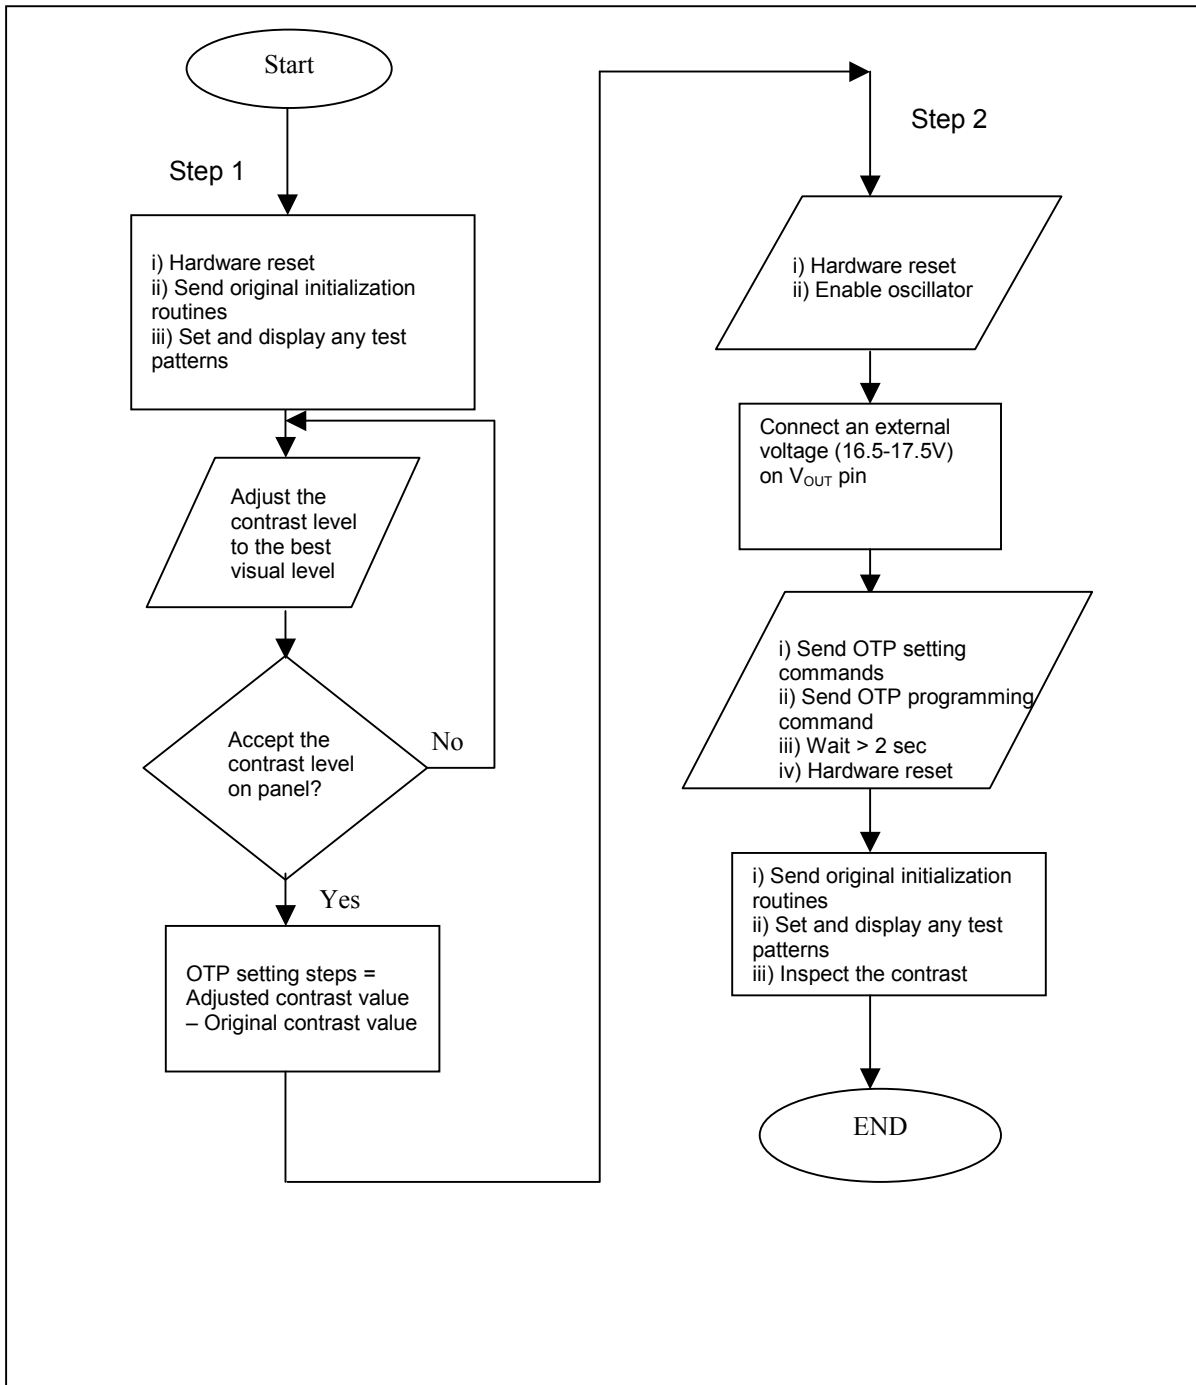 Start
Step 1
i) Hardware reset
ii) Send original initialization
routines
iii) Set and display any test
patterns
Adjust the
contrast level
to the best
visual level
Accept the
contrast level
on panel?
No
Yes
OTP setting steps =
Adjusted contrast value
– Original contrast value
Step 2
i) Hardware reset
ii) Enable oscillator
Connect an external
voltage (16.5-17.5V)
on VOUT pin
i) Send OTP setting
commands
ii) Send OTP programming
command
iii) Wait > 2 sec
iv) Hardware reset
i) Send original initialization
routines
ii) Set and display any test
patterns
iii) Inspect the contrast
END